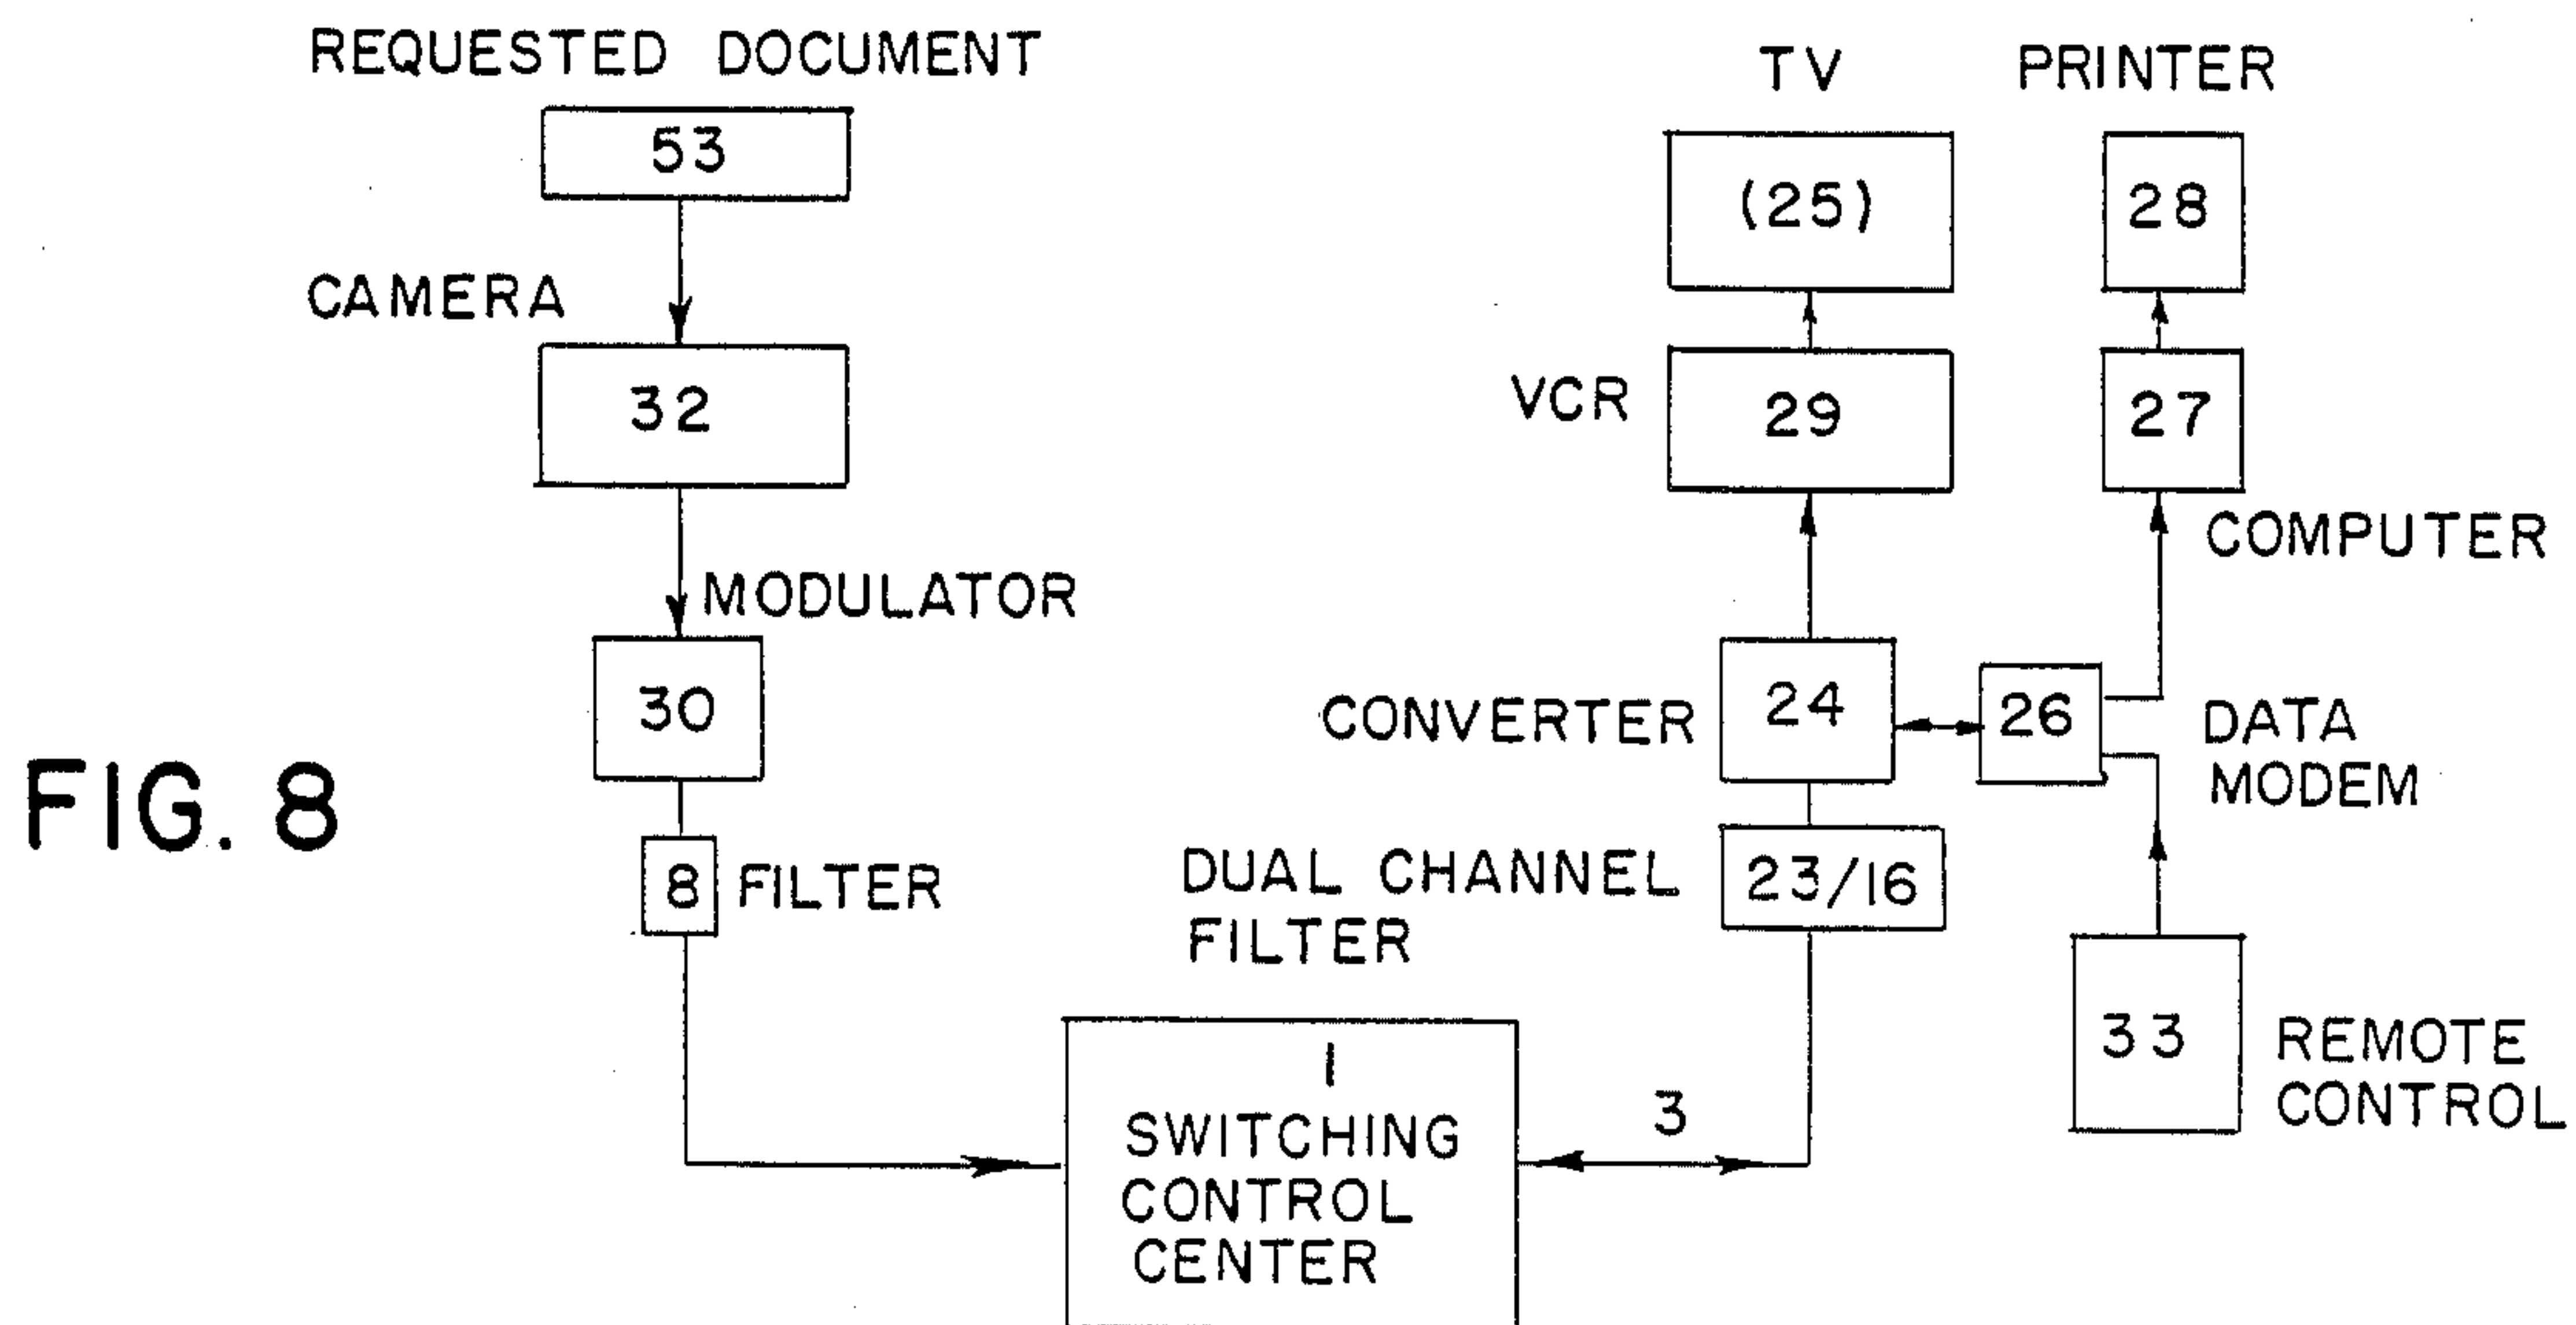 REQUESTED DOCUMENT
53
CAMERA
32
MODULATOR
30
8 FILTER
FIG. 8
TV
(25)
PRINTER
28
VCR
29
27
COMPUTER
CONVERTER
24
26
DATA
MODEM
DUAL CHANNEL
FILTER
23/16
33
REMOTE
CONTROL
3
1
SWITCHING
CONTROL
CENTER